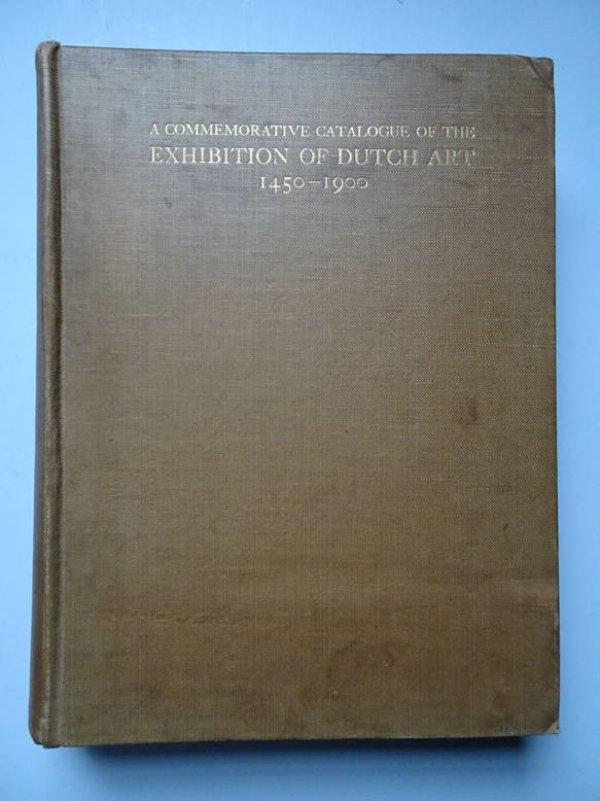 A COMMEMORATIVE CATALOGUE OF THE
EXHIBITION OF DUTCH ART
1450–1900